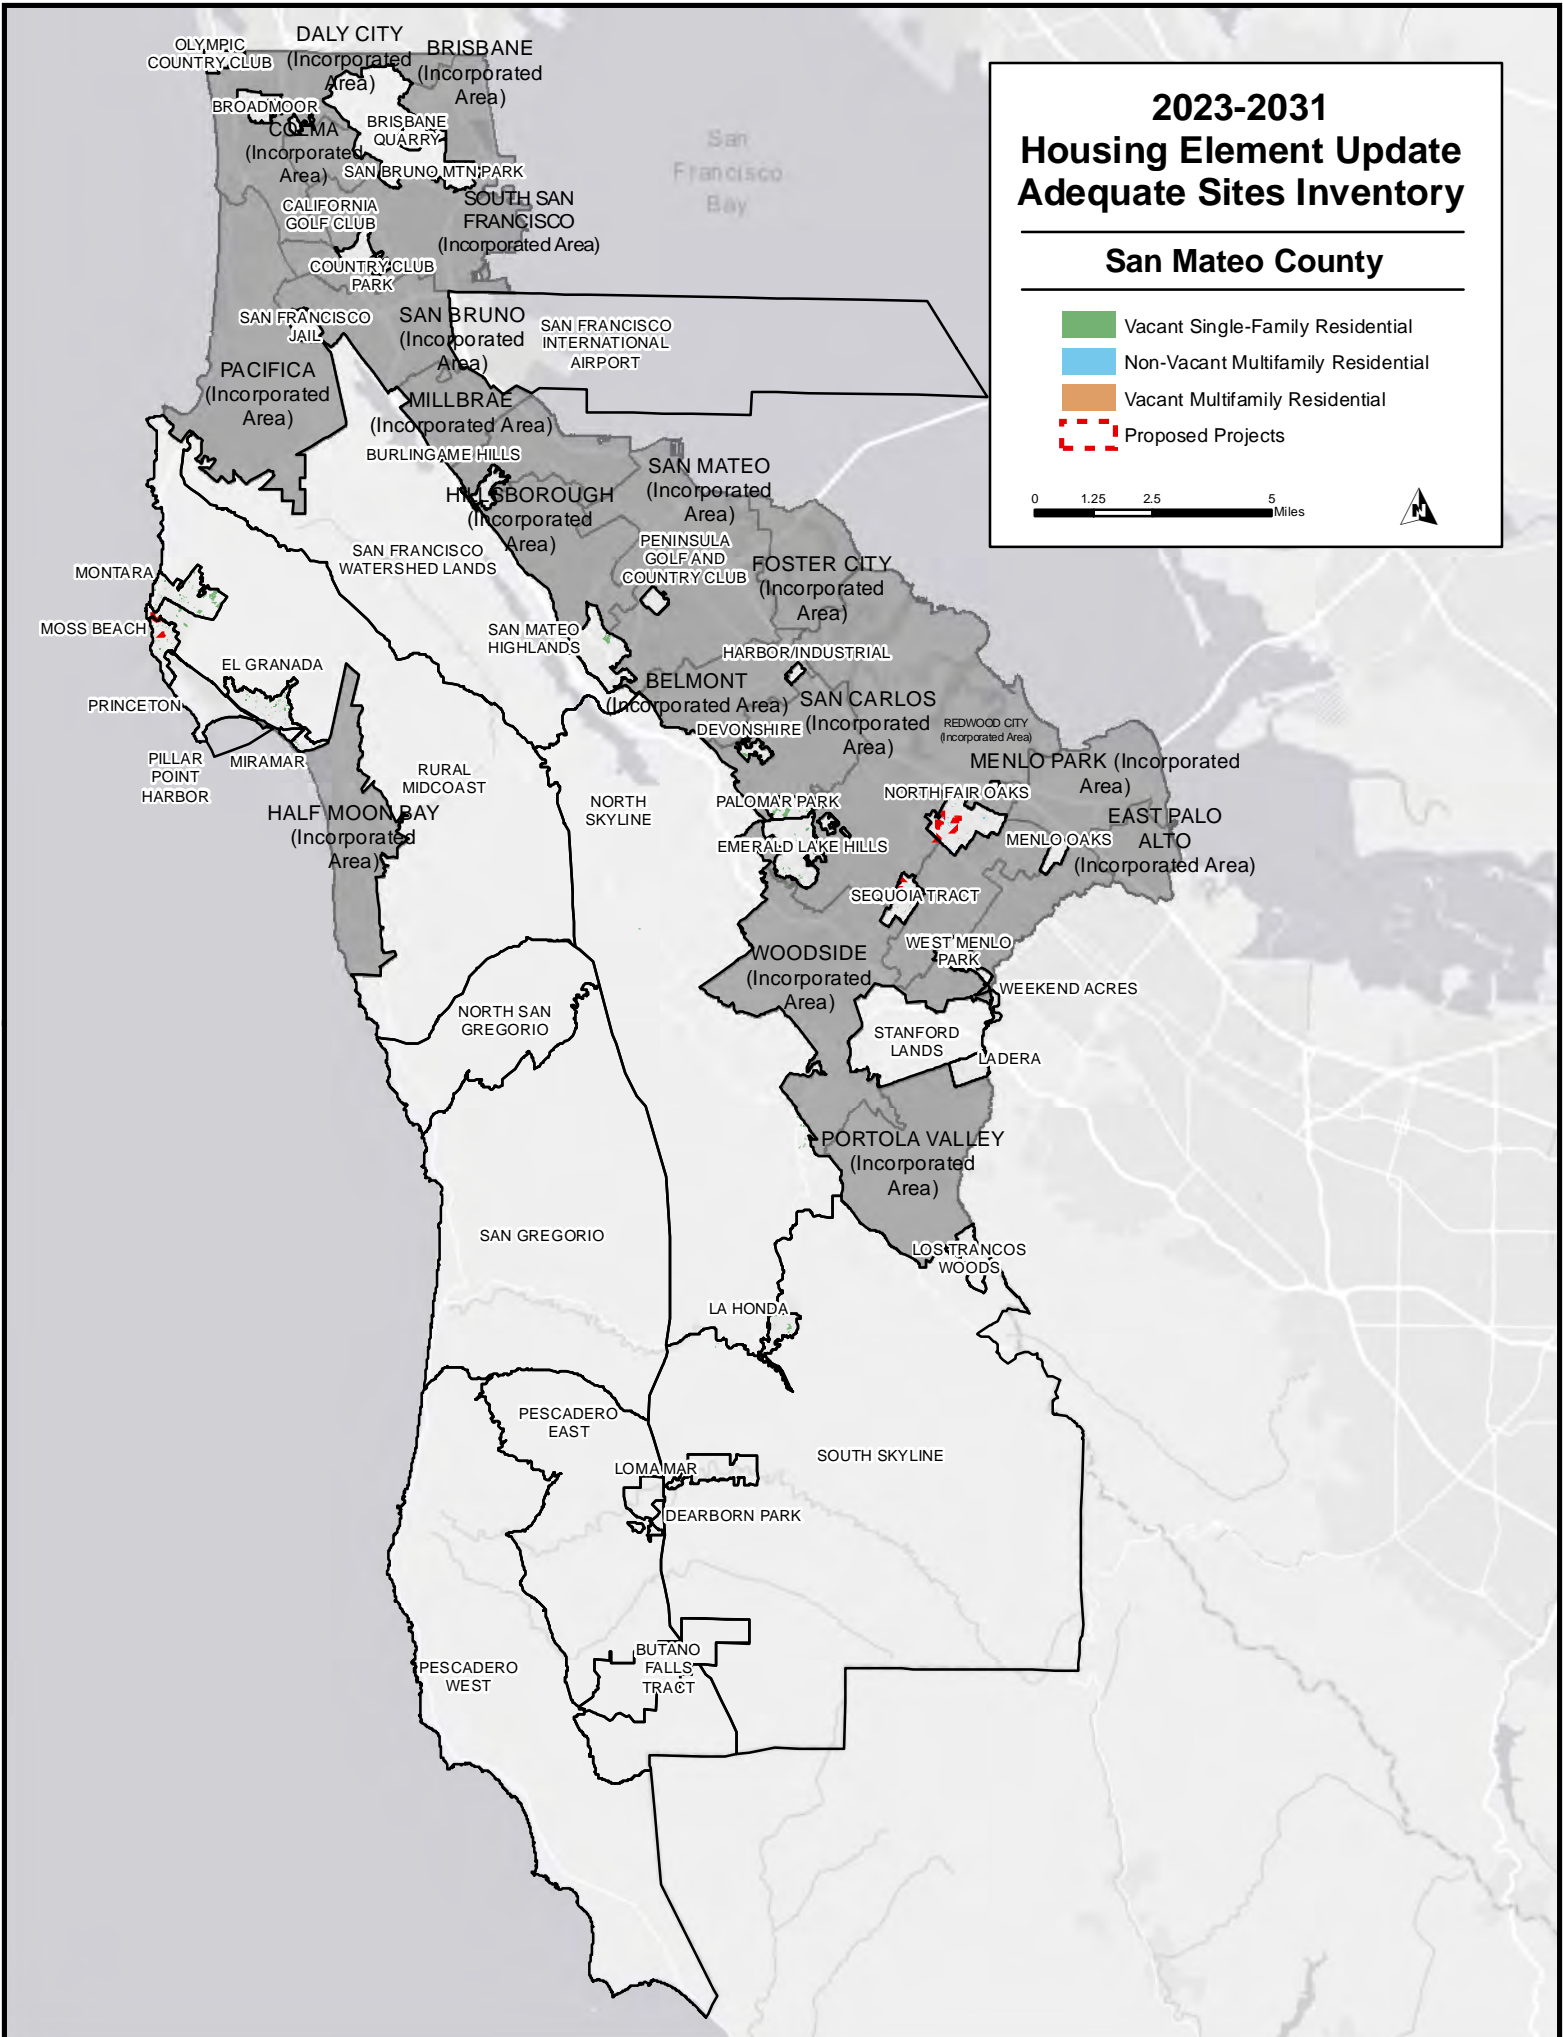 OLYMPIC
COUNTRY CLUB
DALY CITY
(Incorporated
Area)
BRISBANE
(Incorporated
Area)
BROADMOOR
COLMA
(Incorporated
Area)
BRISBANE
QUARRY
SAN BRUNO MTN PARK
CALIFORNIA
GOLF CLUB
SOUTH SAN
FRANCISCO
(Incorporated Area)
COUNTRY CLUB
PARK
San
Francisco
Bay
2023-2031
Housing Element Update
Adequate Sites Inventory
San Mateo County
Vacant Single-Family Residential
Non-Vacant Multifamily Residential
Vacant Multifamily Residential
Proposed Projects
0 1.25 2.5 5
Miles
N
SAN FRANCISCO
JAIL
SAN BRUNO
(Incorporated
Area)
SAN FRANCISCO
INTERNATIONAL
AIRPORT
PACIFICA
(Incorporated
Area)
MILLBRAE
(Incorporated Area)
BURLINGAME HILLS
HILLSBOROUGH
(Incorporated
Area)
SAN MATEO
(Incorporated
Area)
PENINSULA
GOLF AND
COUNTRY CLUB
FOSTER CITY
(Incorporated
Area)
SAN FRANCISCO
WATERSHED LANDS
MONTARA
MOSS BEACH
SAN MATEO
HIGHLANDS
HARBOR/INDUSTRIAL
EL GRANADA
BELMONT
(Incorporated Area)
SAN CARLOS
(Incorporated
Area)
PRINCETON
DEVONSHIRE
REDWOOD CITY
(Incorporated Area)
PILLAR
POINT
HARBOR
MIRAMAR
RURAL
MIDCOAST
MENLO PARK (Incorporated
Area)
NORTH
SKYLINE
PALOMAR PARK
NORTH FAIR OAKS
HALF MOON BAY
(Incorporated
Area)
EMERALD LAKE HILLS
MENLO OAKS
EAST PALO
ALTO
(Incorporated Area)
SEQUOIA TRACT
WOODSIDE
(Incorporated
Area)
WEST MENLO
PARK
WEEKEND ACRES
NORTH SAN
GREGORIO
STANFORD
LANDS
LADERA
PORTOLA VALLEY
(Incorporated
Area)
SAN GREGORIO
LOS TRANCOS
WOODS
LA HONDA
PESCADERO
EAST
SOUTH SKYLINE
LOMA MAR
DEARBORN PARK
BUTANO
FALLS
TRACT
PESCADERO
WEST